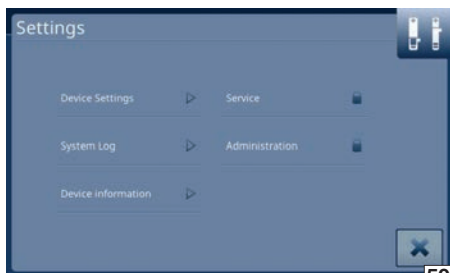 Settings
Device Settings
Service
System Log
Administration
Device information